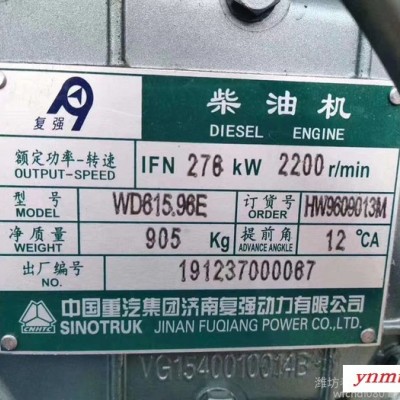 复强
柴油机
DIESEL ENGINE
额定功率-转速 IFN 276 kW 2200 r/min
OUTPUT-SPEED
型号 WD615.96E 订货号 HW9609013M
MODEL ORDER
净质量 905 Kg 提前角 12 °CA
WEIGHT ADVANCE ANGLE
出厂编号 191237000067
NO.
中国重汽集团济南复强动力有限公司
CNHTC SINOTRUK JINAN FUQIANG POWER CO.,LTD.
VG1540010014B
ynmt